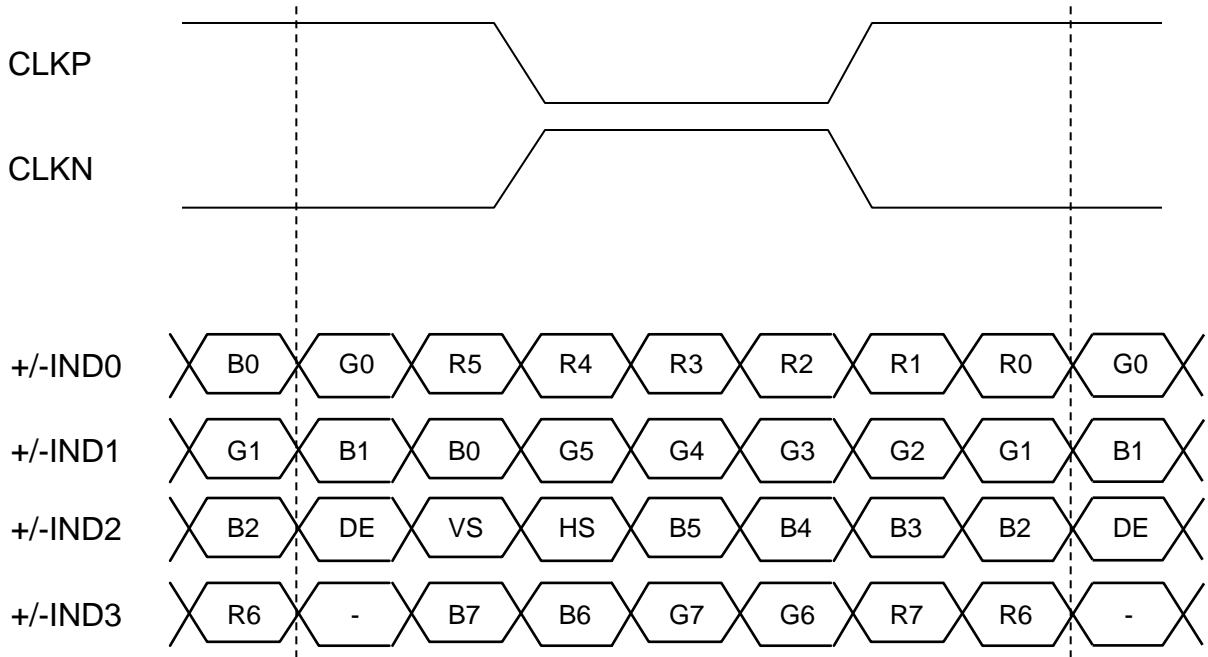 CLKP
CLKN
+/-IND0 B0 G0 R5 R4 R3 R2 R1 R0 G0
+/-IND1 G1 B1 B0 G5 G4 G3 G2 G1 B1
+/-IND2 B2 DE VS HS B5 B4 B3 B2 DE
+/-IND3 R6 - B7 B6 G7 G6 R7 R6 -